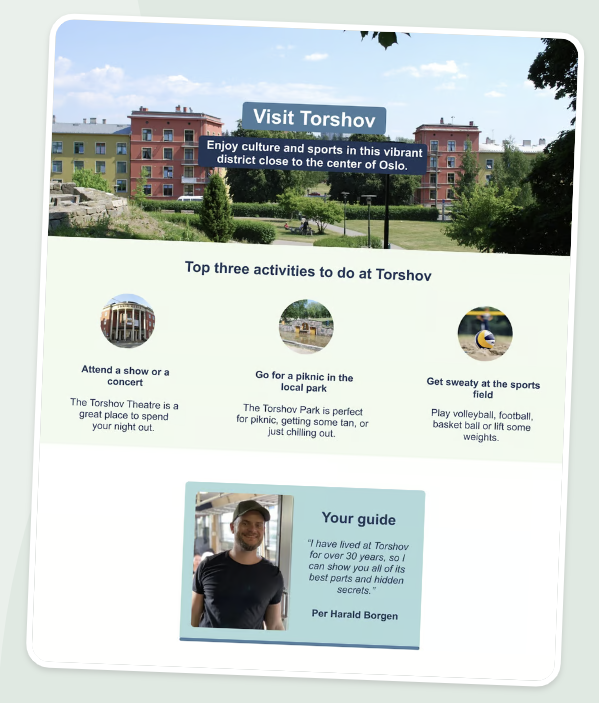 Visit Torshov
Enjoy culture and sports in this vibrant
district close to the center of Oslo.
Top three activities to do at Torshov
Attend a show or a
concert
The Torshov Theatre is a
great place to spend
your night out.
Go for a piknic in the
local park
The Torshov Park is perfect
for piknic, getting some tan, or
just chilling out.
Get sweaty at the sports
field
Play volleyball, football,
basket ball or lift some
weights.
Your guide
"I have lived at Torshov
for over 30 years, so I
can show you all of its
best parts and hidden
secrets."
Per Harald Borgen